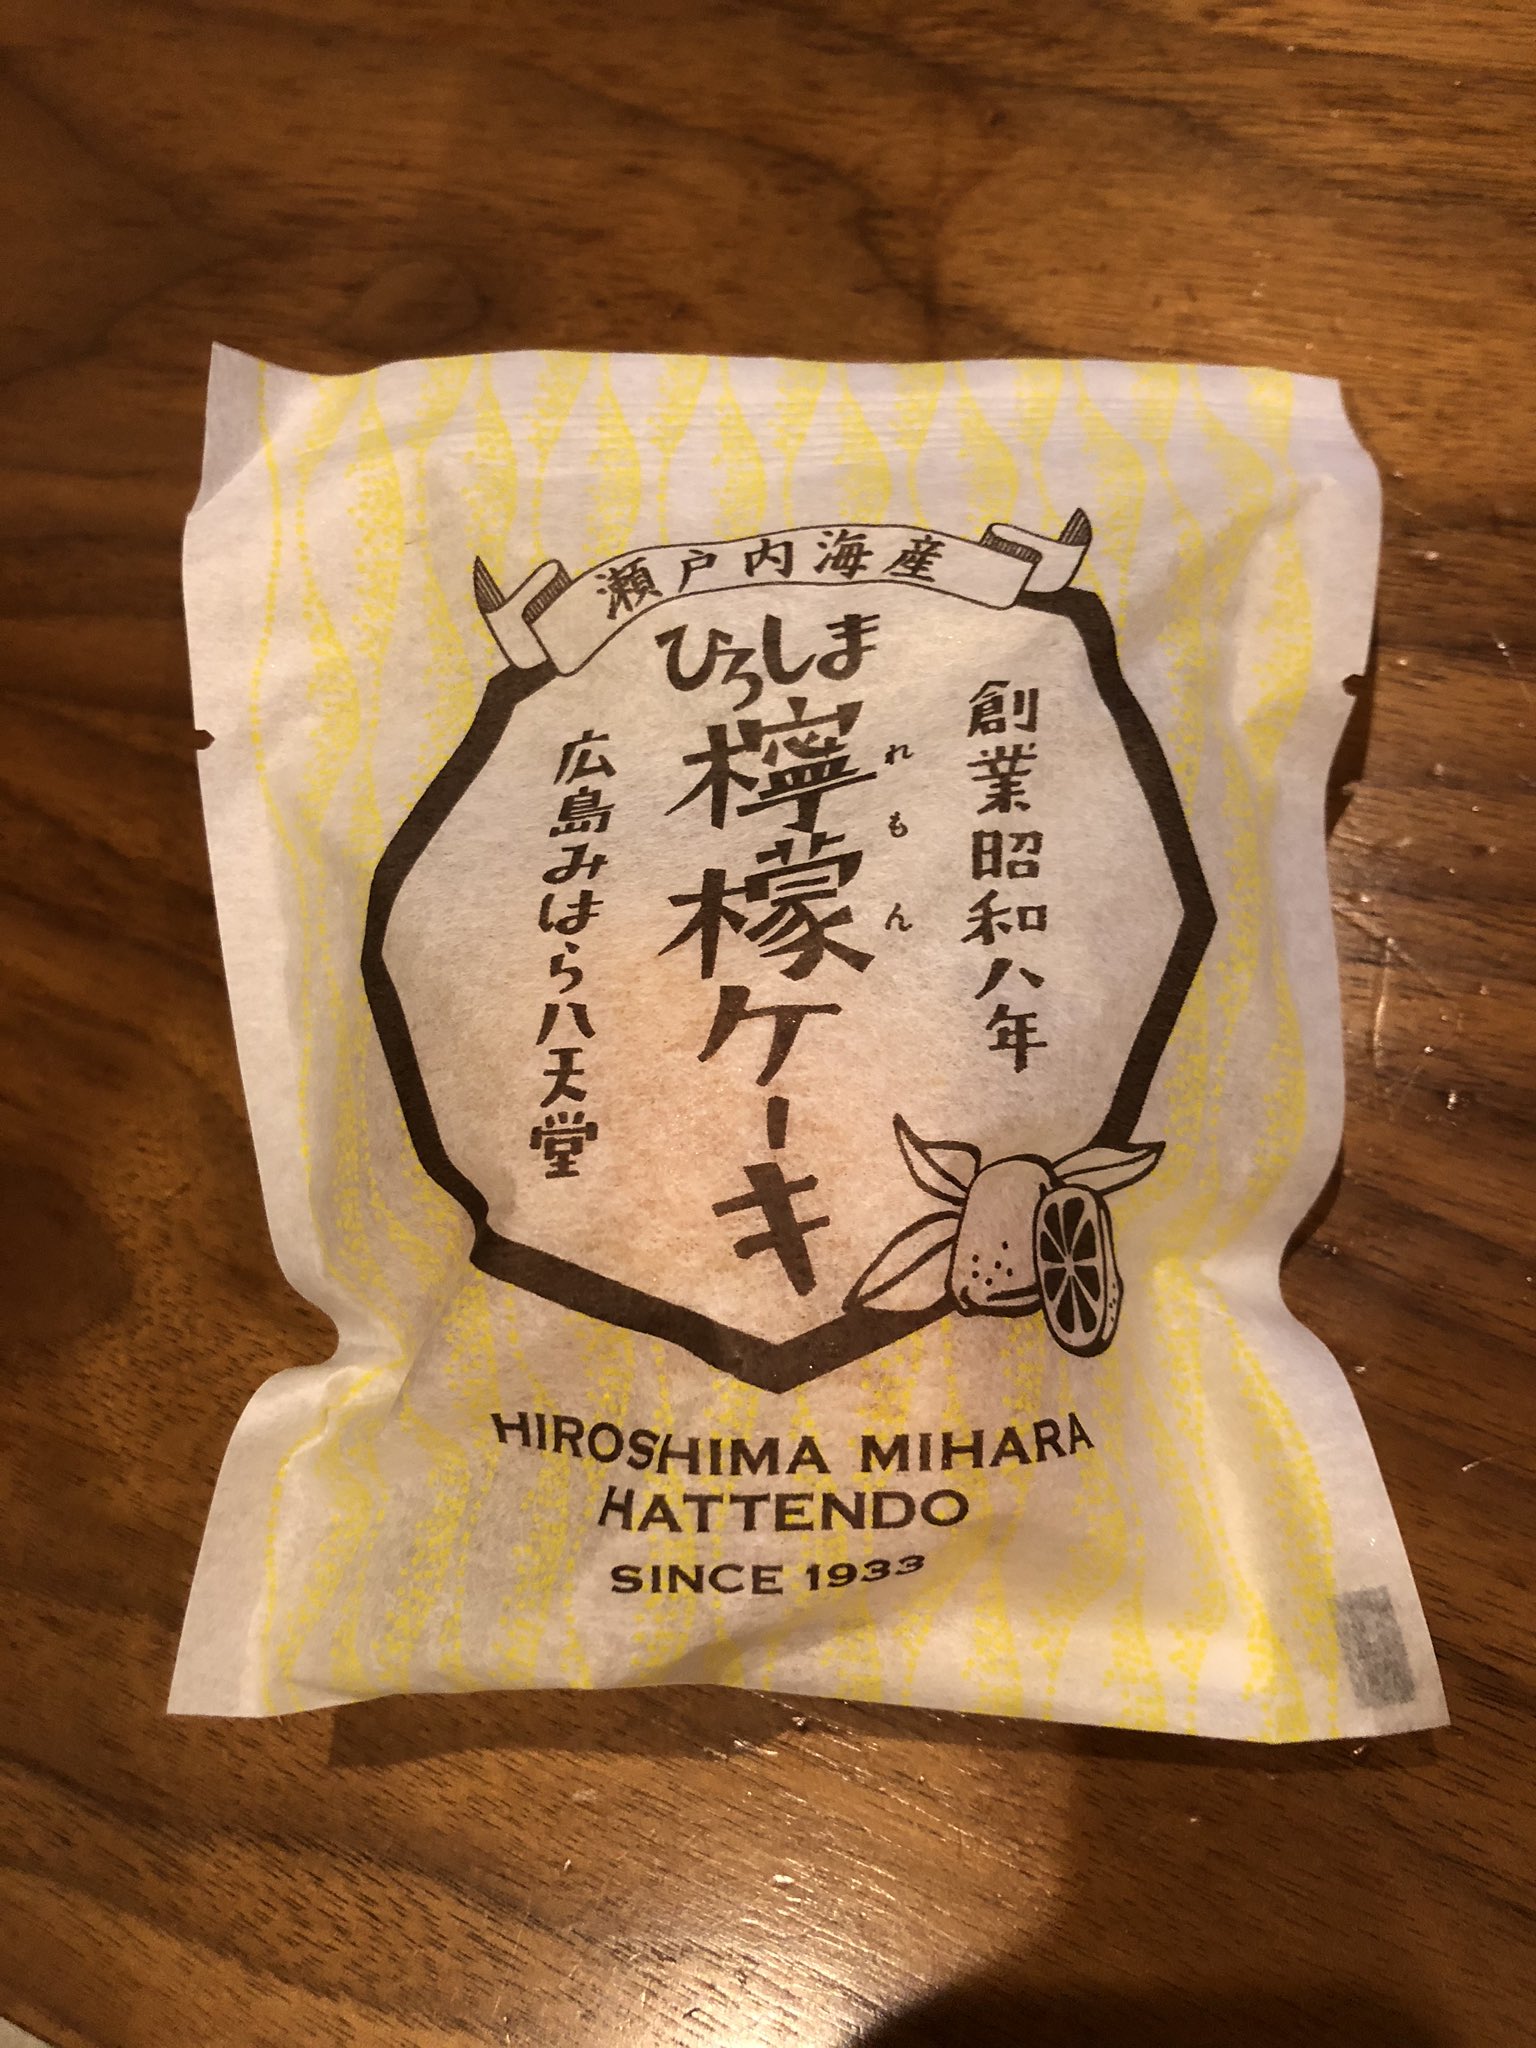 瀬戸内海産
ひろしま
檸檬ケーキ
れもん
創業昭和八年
広島みはら八天堂
HIROSHIMA MIHARA
HATTENDO
SINCE 1933